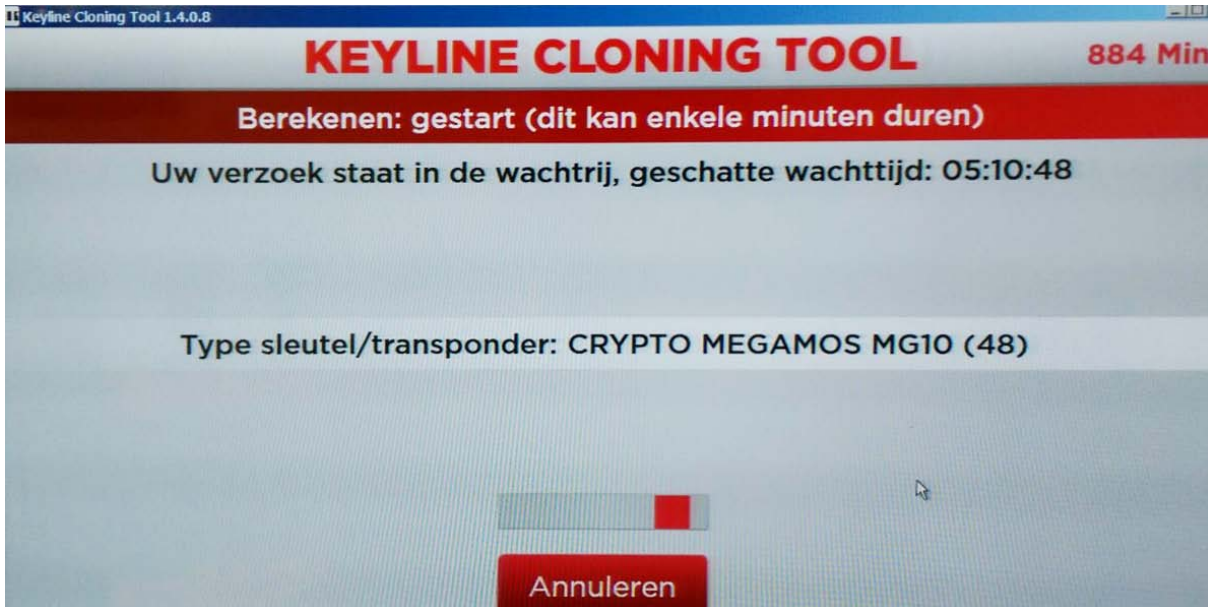 Keyline Cloning Tool 1.4.0.8
KEYLINE CLONING TOOL
884 Min
Berekenen: gestart (dit kan enkele minuten duren)
Uw verzoek staat in de wachtrij, geschatte wachttijd: 05:10:48
Type sleutel/transponder: CRYPTO MEGAMOS MG10 (48)
Annuleren